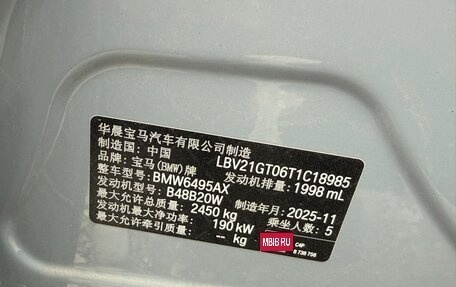 华晨宝马汽车有限公司制造
制造国: 中国 LBV21GT06T1C18985
品牌: 宝马(BMW)牌 发动机排量: 1998 mL
整车型号: BMW6495AX
发动机型号: B48B20W 制造年月: 2025-11
最大允许总质量: 2450 kg 乘坐人数: 5
发动机最大净功率: 190 kW
最大允许牵引质量: -- kg
MBIB.RU
C4P
8 738 756